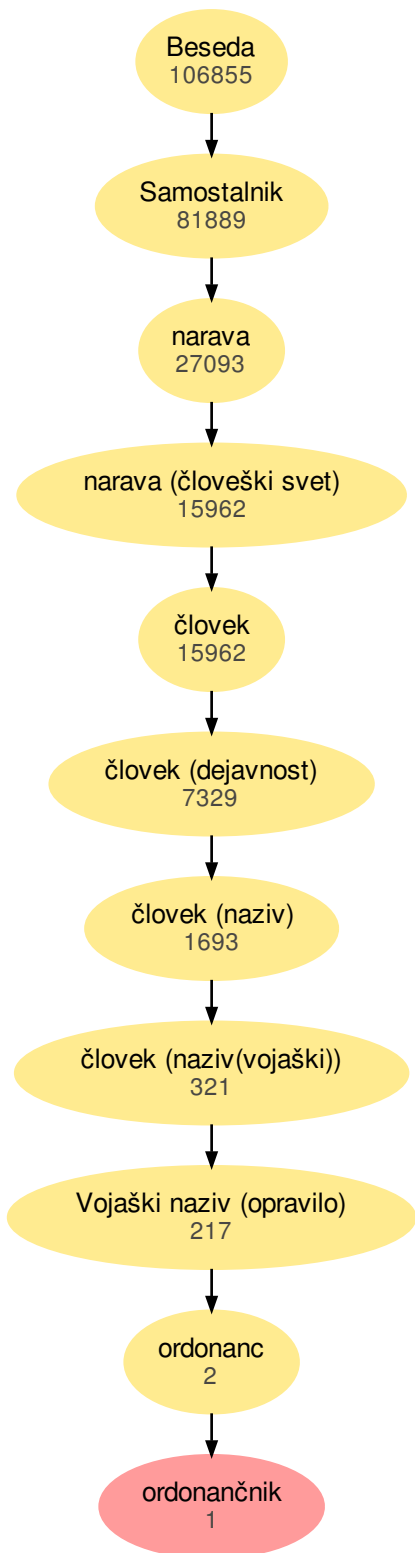 Beseda
106855
Samostalnik
81889
narava
27093
narava (človeški svet)
15962
človek
15962
človek (dejavnost)
7329
človek (naziv)
1693
človek (naziv(vojaški))
321
Vojaški naziv (opravilo)
217
ordonanc
2
ordonančnik
1